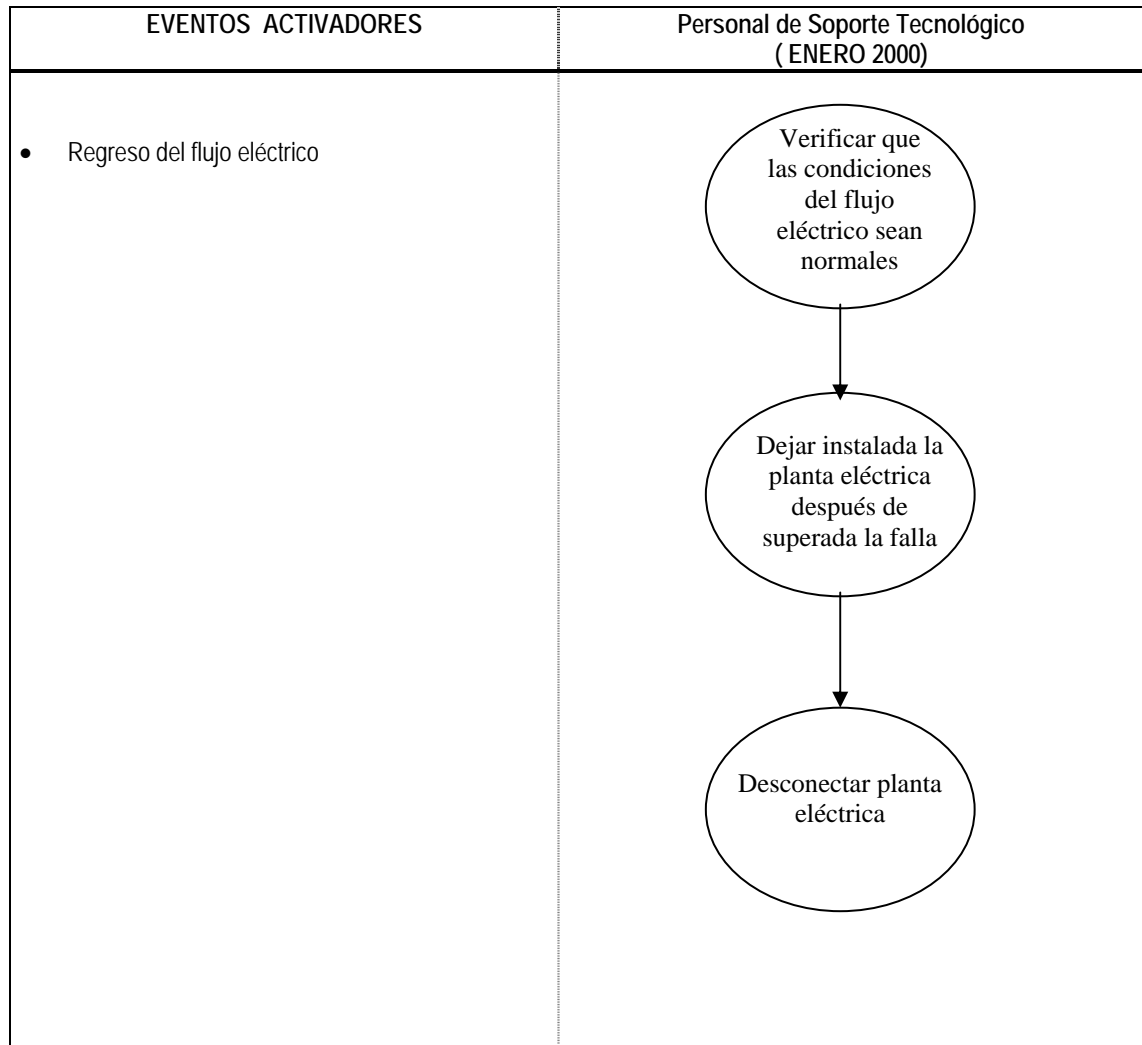 EVENTOS ACTIVADORES
Personal de Soporte Tecnológico
( ENERO 2000)
• Regreso del flujo eléctrico
Verificar que
las condiciones
del flujo
eléctrico sean
normales
Dejar instalada la
planta eléctrica
después de
superada la falla
Desconectar planta
eléctrica